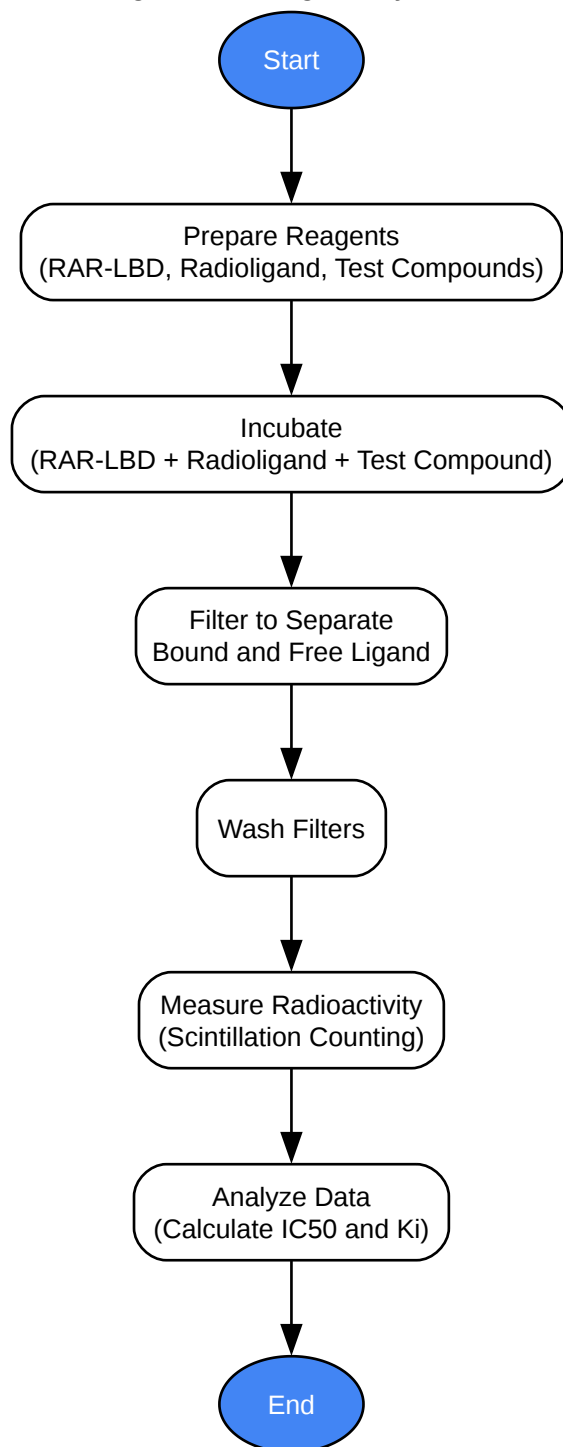 Start
Prepare Reagents
(RAR-LBD, Radioligand, Test Compounds)
Incubate
(RAR-LBD + Radioligand + Test Compound)
Filter to Separate
Bound and Free Ligand
Wash Filters
Measure Radioactivity
(Scintillation Counting)
Analyze Data
(Calculate IC50 and Ki)
End